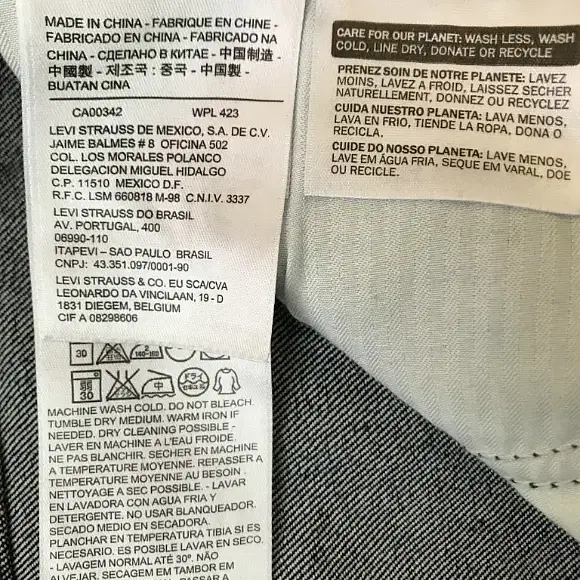 MADE IN CHINA - FABRIQUE EN CHINE -
FABRICADO EN CHINA - FABRICADO NA
CHINA - СДЕЛАНО В КИТАЕ - 中国制造 -
中國製 - 제조국 : 중국 - 中国製 -
BUATAN CINA
CA00342 WPL 423
LEVI STRAUSS DE MEXICO, S.A. DE C.V.
JAIME BALMES # 8 OFICINA 502
COL. LOS MORALES POLANCO
DELEGACION MIGUEL HIDALGO
C.P. 11510 MEXICO D.F.
R.F.C. LSM 660818 M-98 C.N.I.V. 3337
LEVI STRAUSS DO BRASIL
AV. PORTUGAL, 400
06990-110
ITAPEVI – SAO PAULO BRASIL
CNPJ: 43.351.097/0001-90
LEVI STRAUSS & CO. EU SCA/CVA
LEONARDO DA VINCILAAN, 19 - D
1831 DIEGEM, BELGIUM
CIF A 08298606
30
30 中 ドライ
MACHINE WASH COLD. DO NOT BLEACH.
TUMBLE DRY MEDIUM. WARM IRON IF
NEEDED. DRY CLEANING POSSIBLE -
LAVER EN MACHINE A L'EAU FROIDE.
NE PAS BLANCHIR. SECHER EN MACHINE
A TEMPERATURE MOYENNE. REPASSER A
TEMPERATURE MOYENNE AU BESOIN.
NETTOYAGE A SEC POSSIBLE. - LAVAR
EN LAVADORA CON AGUA FRIA Y
DETERGENTE. NO USAR BLANQUEADOR.
SECADO MEDIO EN SECADORA.
PLANCHAR EN TEMPERATURA TIBIA SI ES
NECESARIO. ES POSIBLE LAVAR EN SECO.
- LAVAGEM NORMAL ATÉ 30°. NÃO
ALVEJAR. SECAGEM EM TAMBOR EM
PASSAR A
CARE FOR OUR PLANET: WASH LESS, WASH
COLD, LINE DRY, DONATE OR RECYCLE
PRENEZ SOIN DE NOTRE PLANETE: LAVEZ
MOINS, LAVEZ A FROID, LAISSEZ SECHER
NATURELLEMENT, DONNEZ OU RECYCLEZ
CUIDA NUESTRO PLANETA: LAVA MENOS,
LAVA EN FRIO, TIENDE LA ROPA, DONA O
RECICLA.
CUIDE DO NOSSO PLANETA: LAVE MENOS,
LAVE EM ÁGUA FRIA, SEQUE EM VARAL, DOE
OU RECICLE.